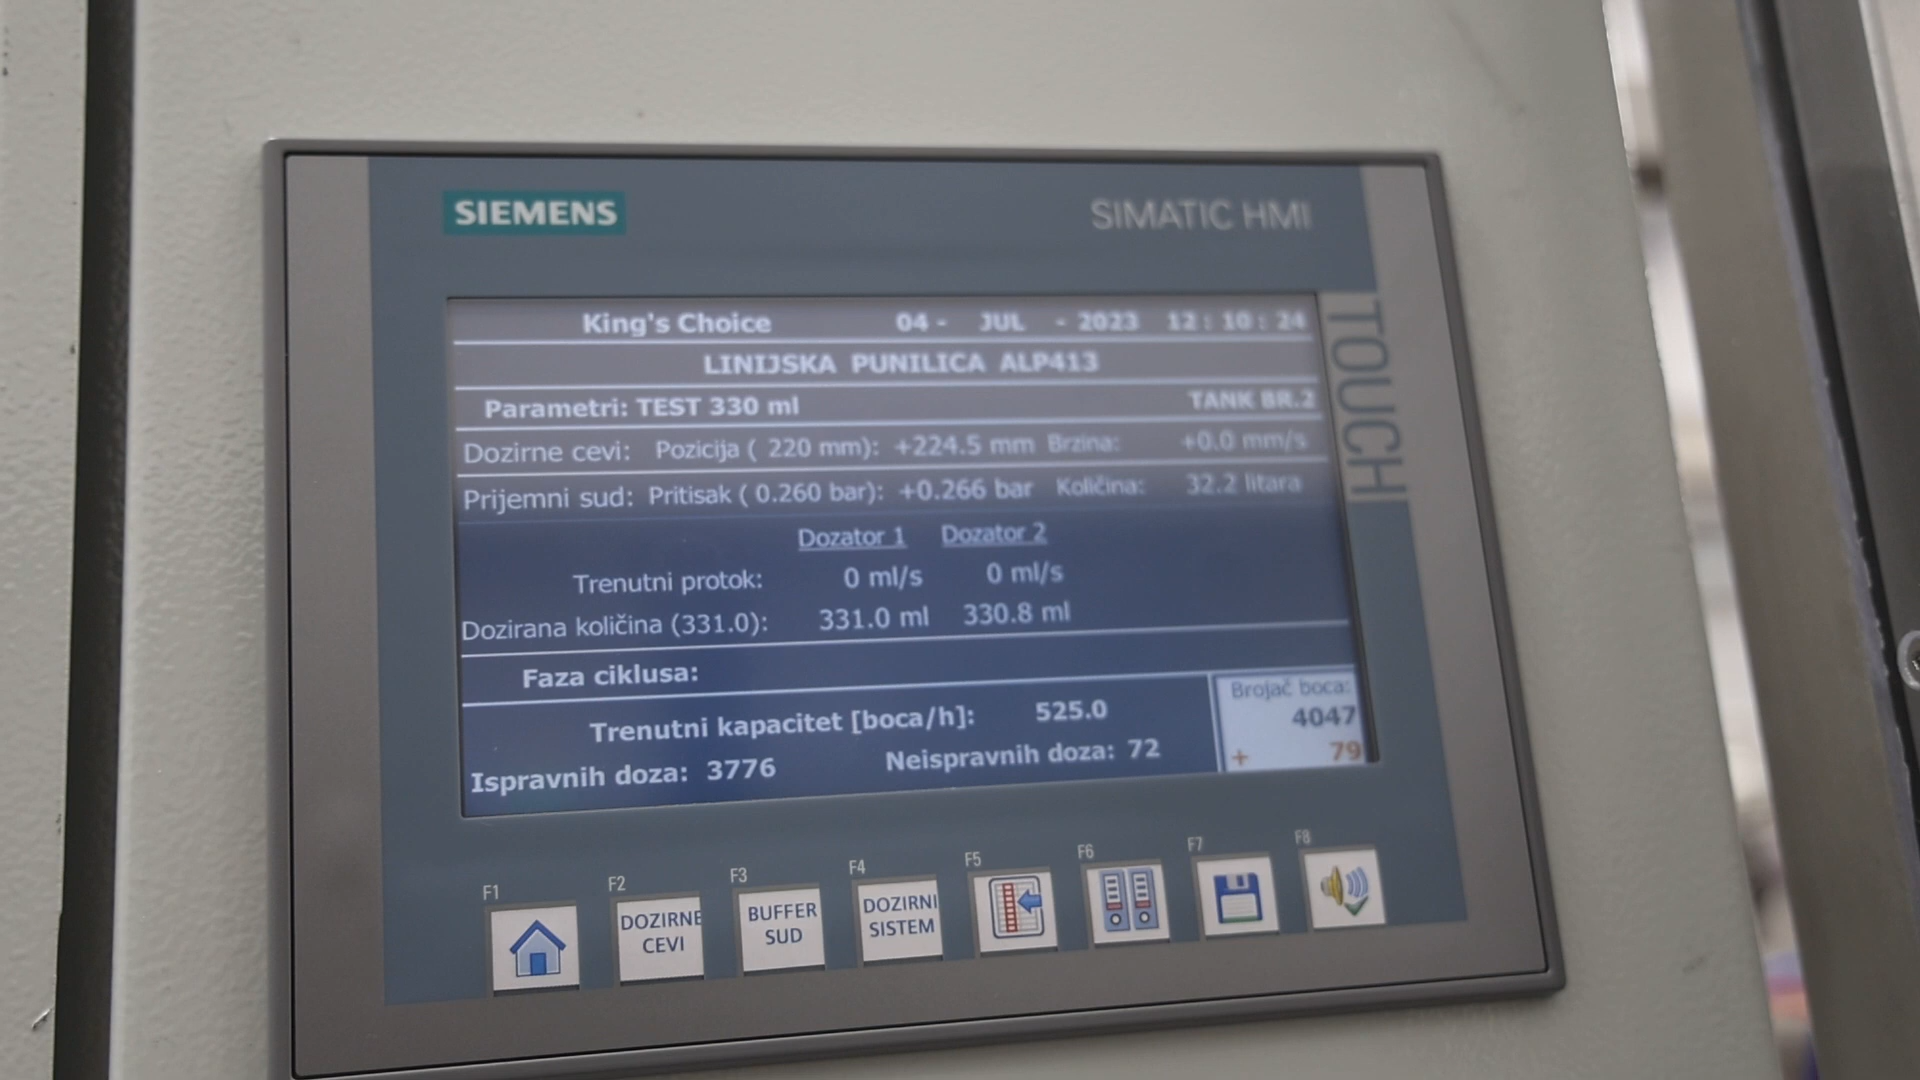 SIEMENS SIMATIC HMI
TOUCH
King's Choice 04 - JUL - 2023 12 : 10 : 24
LINIJSKA PUNILICA ALP413
Parametri: TEST 330 ml TANK BR.2
Dozirne cevi: Pozicija ( 220 mm): +224.5 mm Brzina: +0.0 mm/s
Prijemni sud: Pritisak ( 0.260 bar): +0.266 bar Količina: 32.2 litara
Dozator 1 Dozator 2
Trenutni protok: 0 ml/s 0 ml/s
Dozirana količina (331.0): 331.0 ml 330.8 ml
Faza ciklusa:
Trenutni kapacitet [boca/h]: 525.0
Ispravnih doza: 3776 Neispravnih doza: 72
Brojač boca:
4047
+ 79
F1 F2 F3 F4 F5 F6 F7 F8
DOZIRNE
CEVI
BUFFER
SUD
DOZIRNI
SISTEM